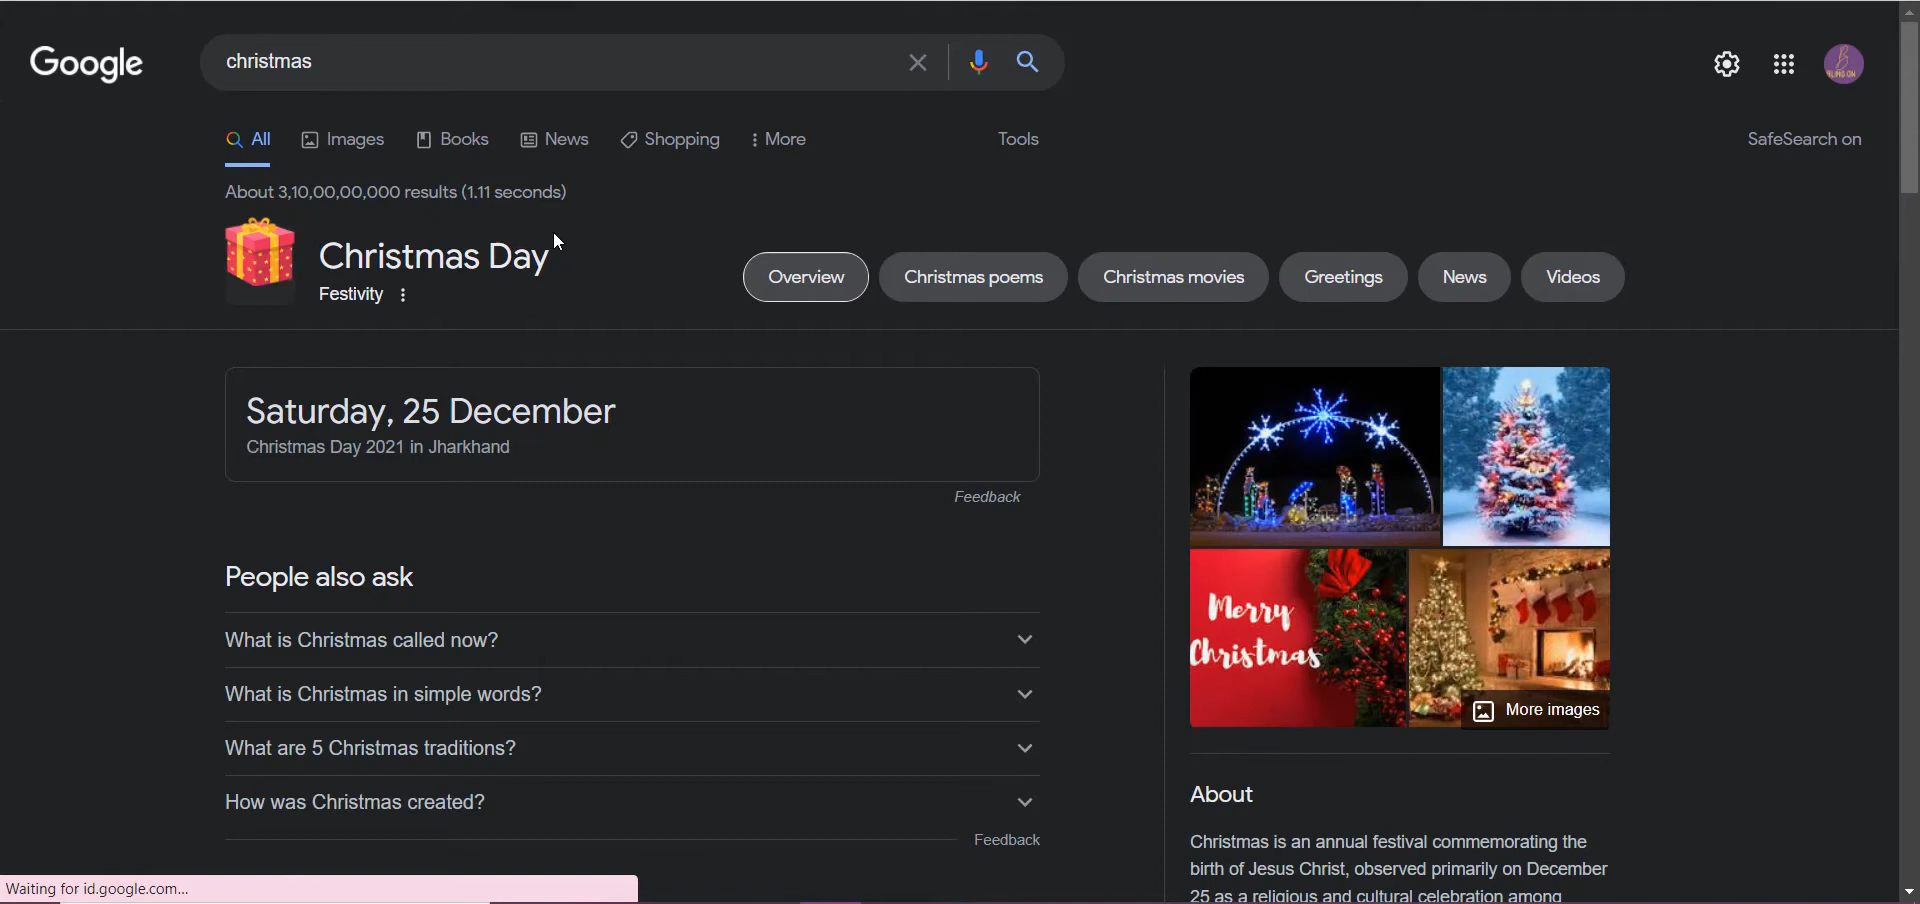 Google
christmas
All Images Books News Shopping More Tools SafeSearch on
About 3,10,00,00,000 results (1.11 seconds)
Christmas Day
Festivity
Overview Christmas poems Christmas movies Greetings News Videos
Saturday, 25 December
Christmas Day 2021 in Jharkhand
Feedback
People also ask
What is Christmas called now?
What is Christmas in simple words?
What are 5 Christmas traditions?
How was Christmas created?
Feedback
Merry
Christmas
More images
About
Christmas is an annual festival commemorating the
birth of Jesus Christ, observed primarily on December
25 as a religious and cultural celebration among
Waiting for id.google.com...